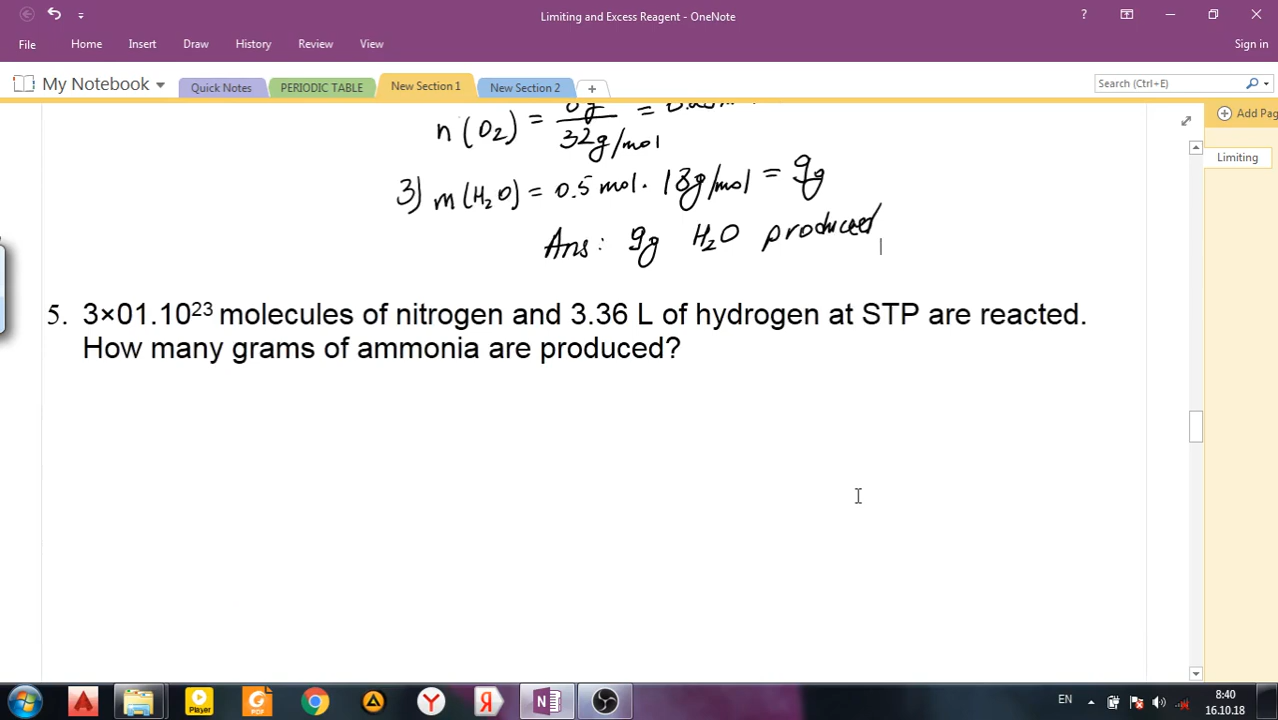 Limiting and Excess Reagent - OneNote
?
File Home Insert Draw History Review View
Sign in
My Notebook Quick Notes PERIODIC TABLE New Section 1 New Section 2 + Search (Ctrl+E)
+ Add Pag
Limiting
n(O₂) = /32g/mol =
3) m(H₂O) = 0.5 mol · 18g/mol = 9g
Ans: 9g H₂O produced
5. 3×01.10²³ molecules of nitrogen and 3.36 L of hydrogen at STP are reacted.
How many grams of ammonia are produced?
Player
PDF
Y
Я
N
EN
8:40
16.10.18